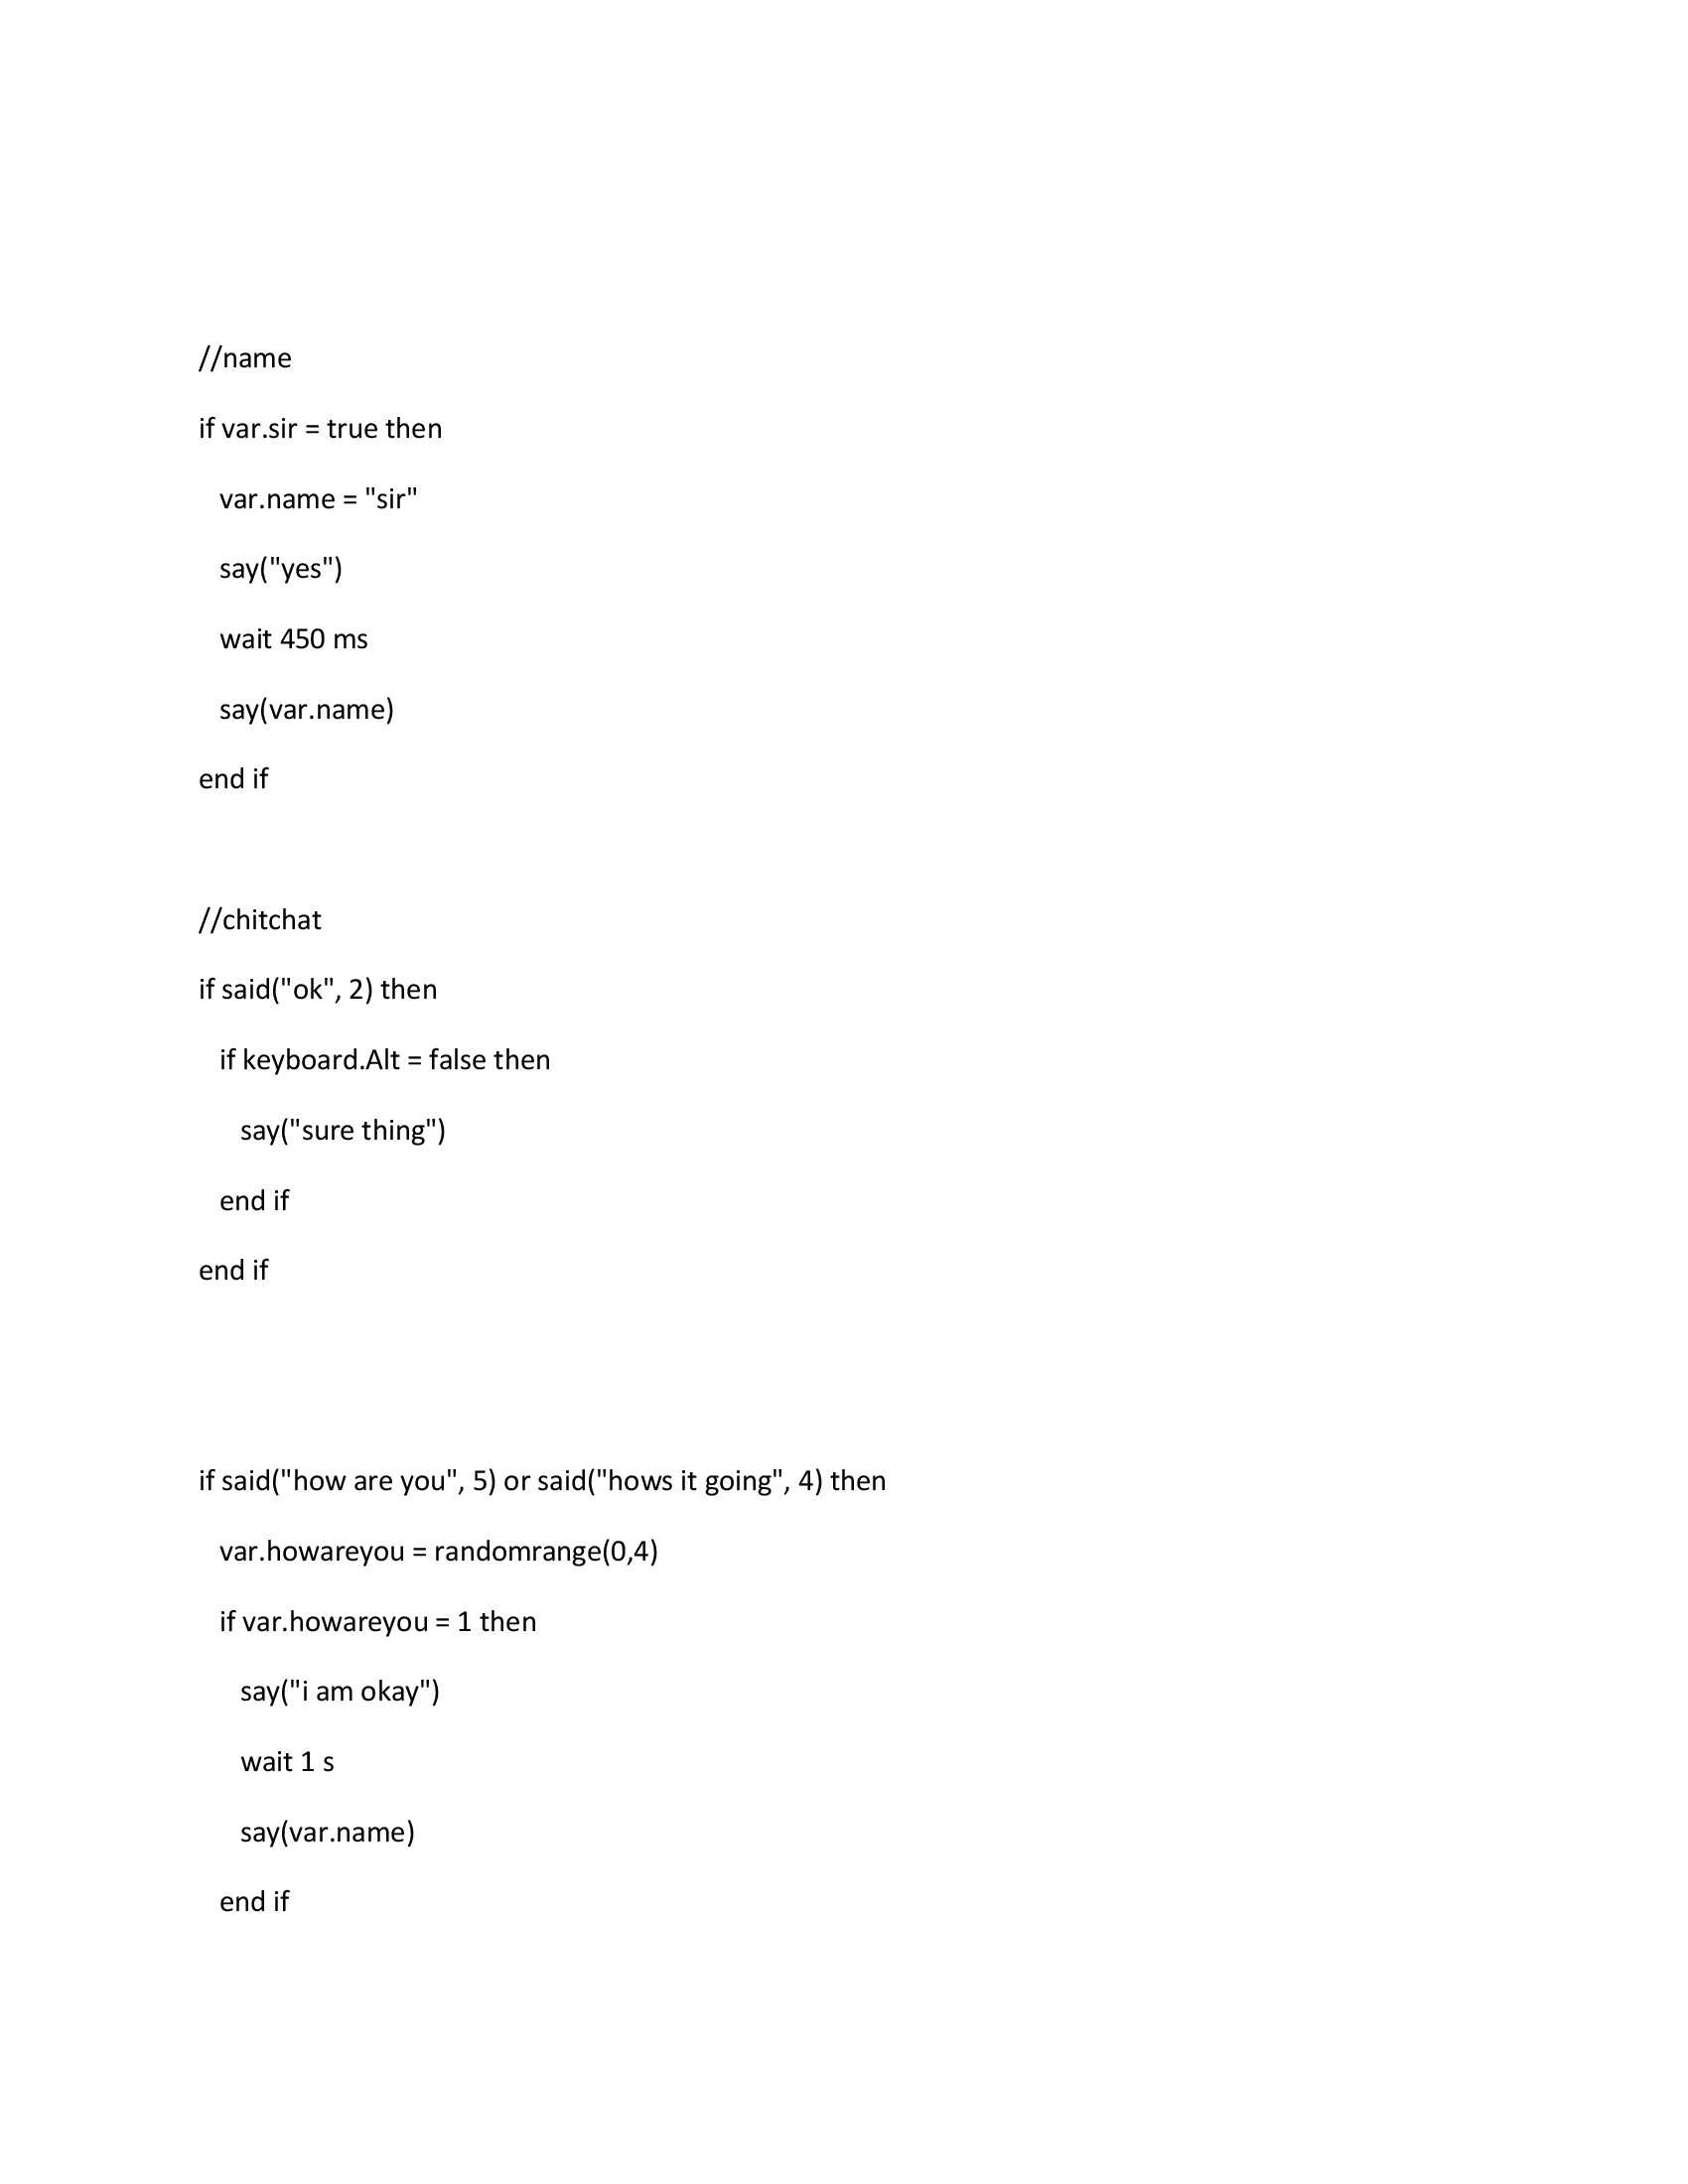 //name
if var.sir = true then
   var.name = "sir"
   say("yes")
   wait 450 ms
   say(var.name)
end if
//chitchat
if said("ok", 2) then
   if keyboard.Alt = false then
      say("sure thing")
   end if
end if
if said("how are you", 5) or said("hows it going", 4) then
   var.howareyou = randomrange(0,4)
   if var.howareyou = 1 then
      say("i am okay")
      wait 1 s
      say(var.name)
   end if